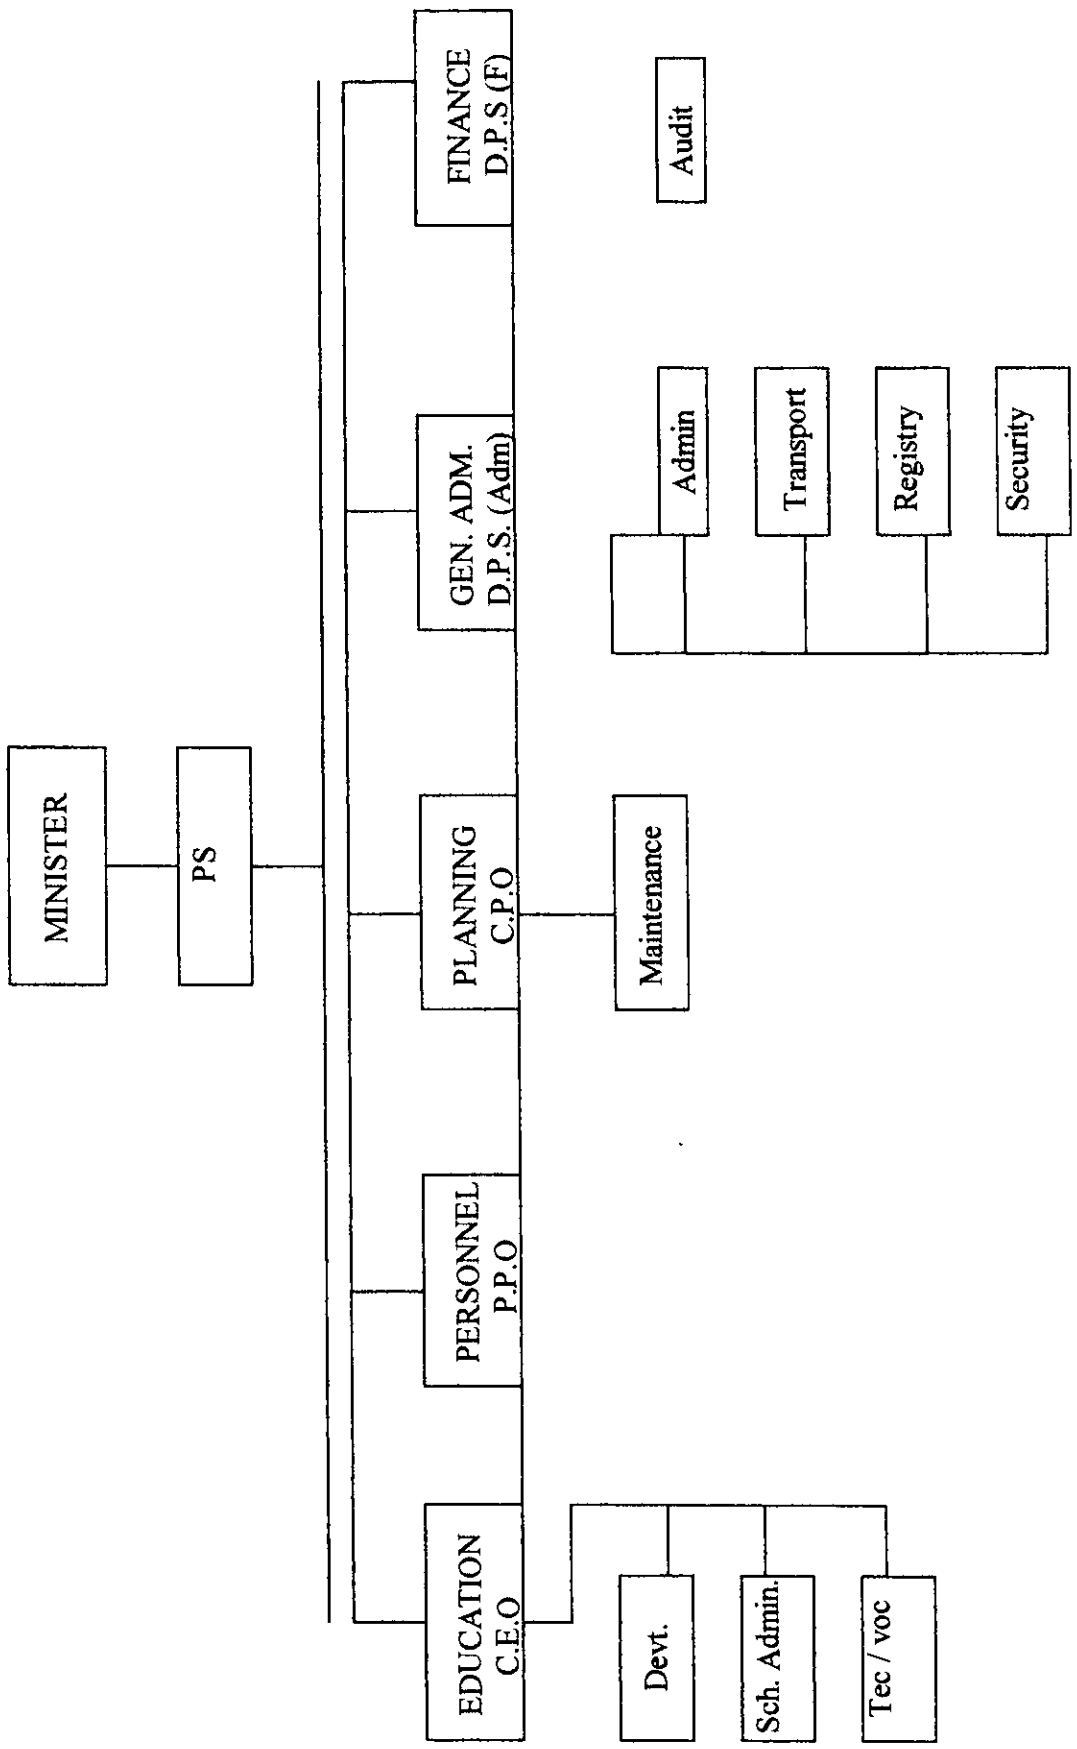 MINISTER
PS
EDUCATION
C.E.O
PERSONNEL
P.P.O
PLANNING
C.P.O
GEN. ADM.
D.P.S. (Adm)
FINANCE
D.P.S (F)
Devt.
Sch. Admin.
Tec / voc
Maintenance
Admin
Transport
Registry
Security
Audit